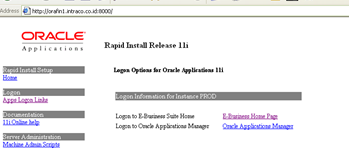 Address http://orafin1.intraco.co.id:8000/
ORACLE
Applications
Rapid Install Release 11i
Rapid Install Setup
Home
Logon Options for Oracle Applications 11i
Logon
Apps Logon Links
Logon Information for Instance PROD
Documentation
11i Online help
Logon to E-Business Suite Home E-Business Home Page
Logon to Oracle Applications Manager Oracle Applications Manager
Server Administration
Machine Admin Scripts